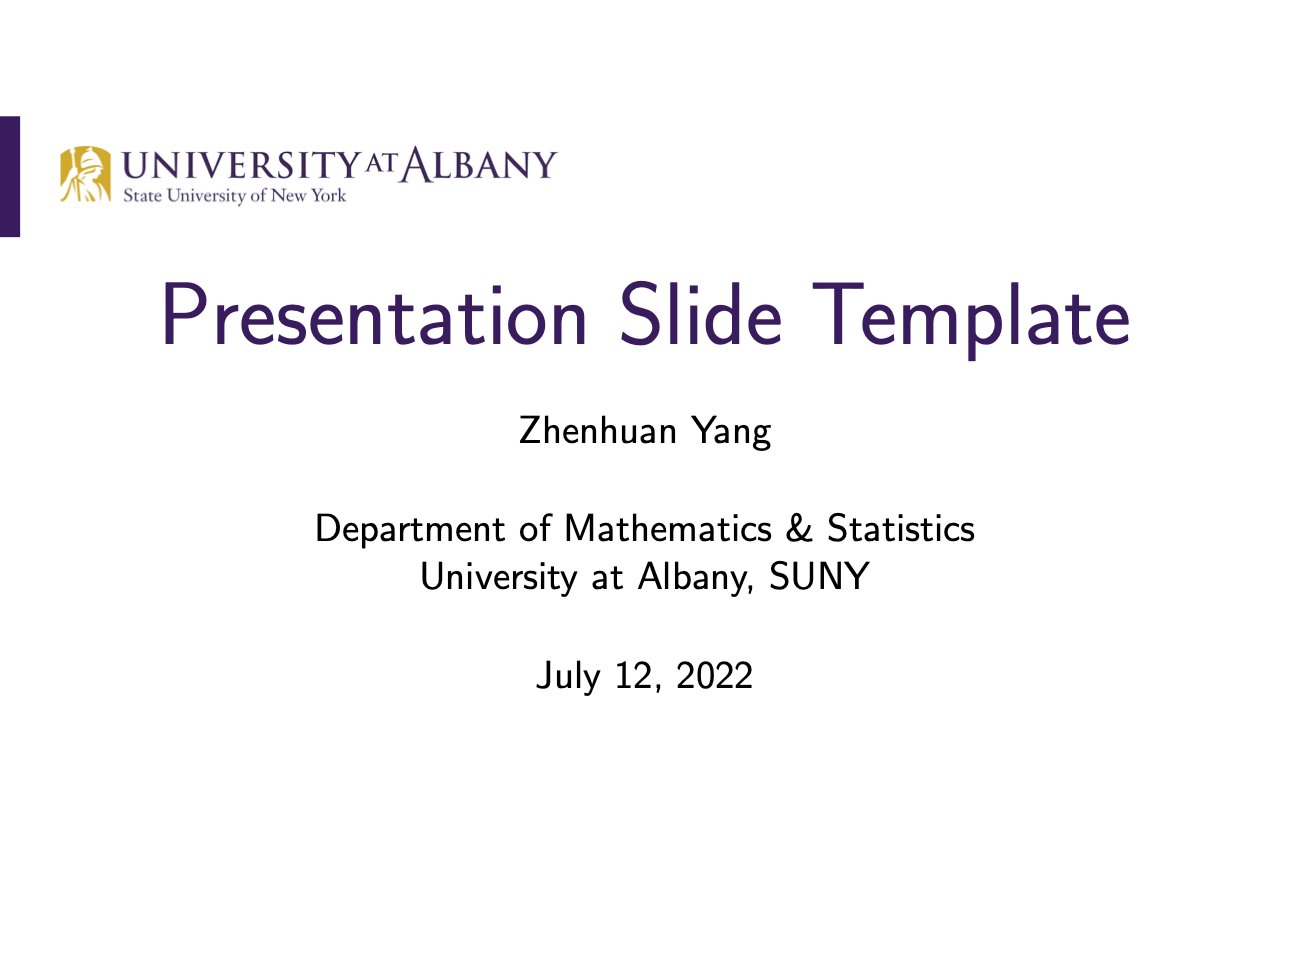 UNIVERSITY AT ALBANY
State University of New York
Presentation Slide Template
Zhenhuan Yang
Department of Mathematics & Statistics
University at Albany, SUNY
July 12, 2022